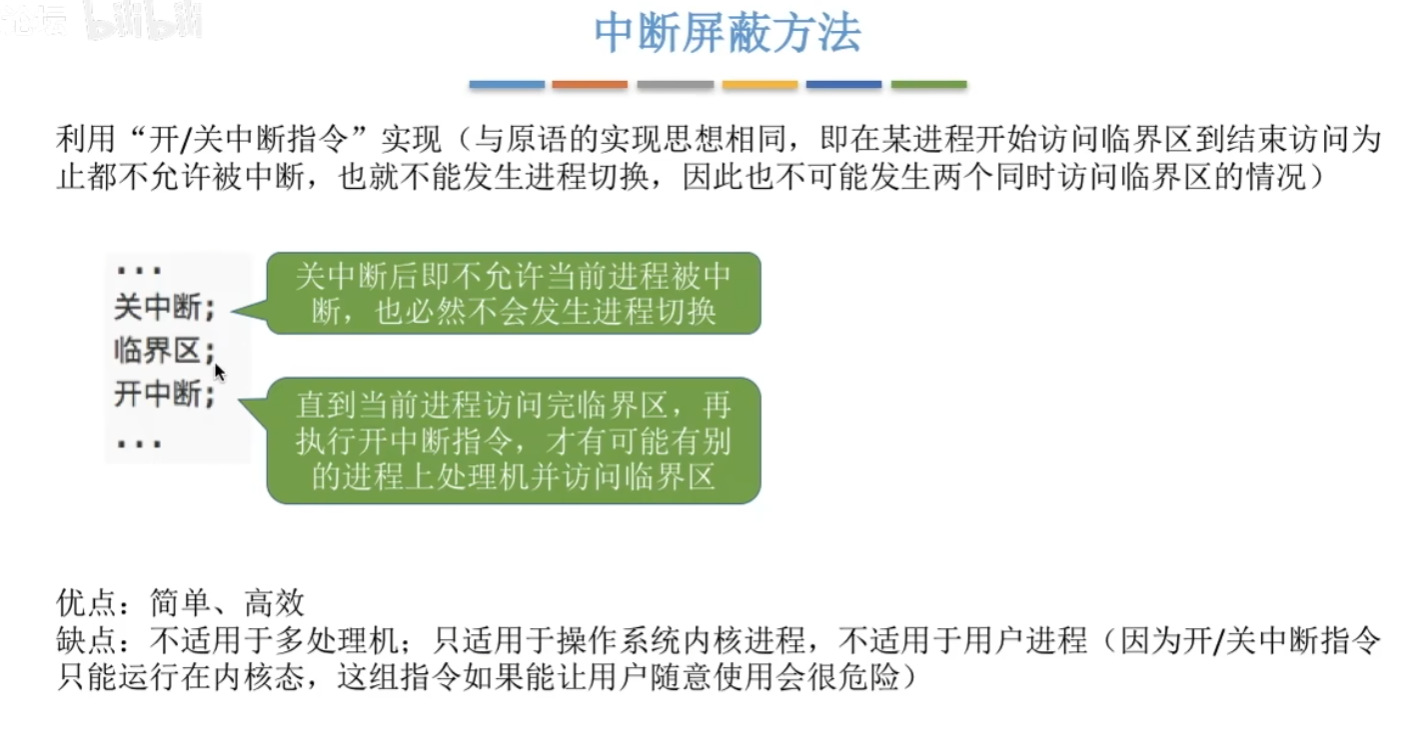 论坛 bilibili
中断屏蔽方法
利用“开/关中断指令”实现（与原语的实现思想相同，即在某进程开始访问临界区到结束访问为
止都不允许被中断，也就不能发生进程切换，因此也不可能发生两个同时访问临界区的情况）
...
关中断;
临界区;
开中断;
...
关中断后即不允许当前进程被中
断，也必然不会发生进程切换
直到当前进程访问完临界区，再
执行开中断指令，才有可能有别
的进程上处理机并访问临界区
优点：简单、高效
缺点：不适用于多处理机；只适用于操作系统内核进程，不适用于用户进程（因为开/关中断指令
只能运行在内核态，这组指令如果能让用户随意使用会很危险）